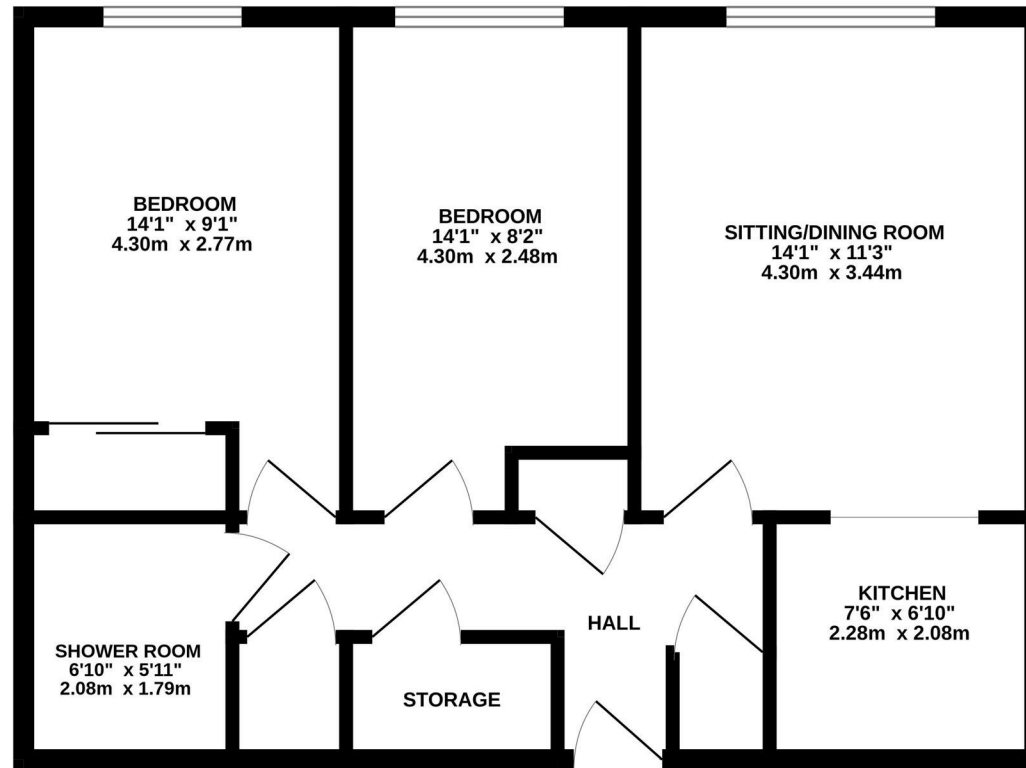 BEDROOM
14'1" x 9'1"
4.30m x 2.77m
BEDROOM
14'1" x 8'2"
4.30m x 2.48m
SITTING/DINING ROOM
14'1" x 11'3"
4.30m x 3.44m
KITCHEN
7'6" x 6'10"
2.28m x 2.08m
HALL
SHOWER ROOM
6'10" x 5'11"
2.08m x 1.79m
STORAGE